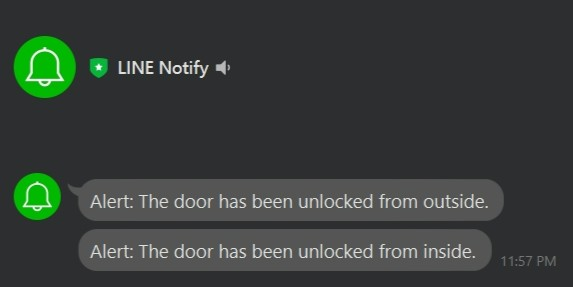 LINE Notify
Alert: The door has been unlocked from outside.
Alert: The door has been unlocked from inside.
11:57 PM